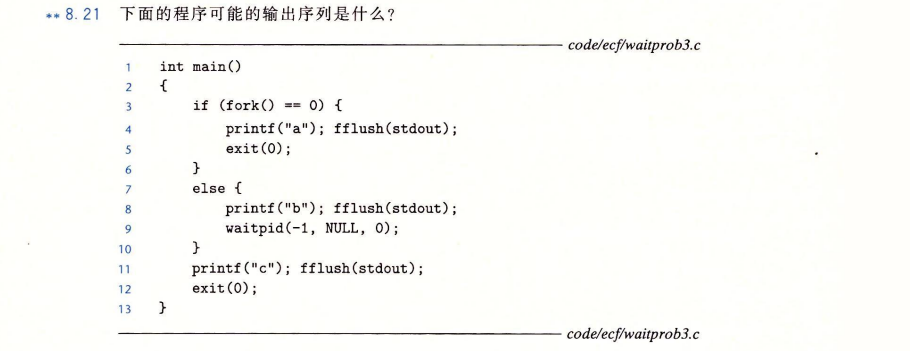 ** 8.21 下面的程序可能的输出序列是什么?
code/ecf/waitprob3.c
1 int main()
2 {
3 if (fork() == 0) {
4 printf("a"); fflush(stdout);
5 exit(0);
6 }
7 else {
8 printf("b"); fflush(stdout);
9 waitpid(-1, NULL, 0);
10 }
11 printf("c"); fflush(stdout);
12 exit(0);
13 }
code/ecf/waitprob3.c